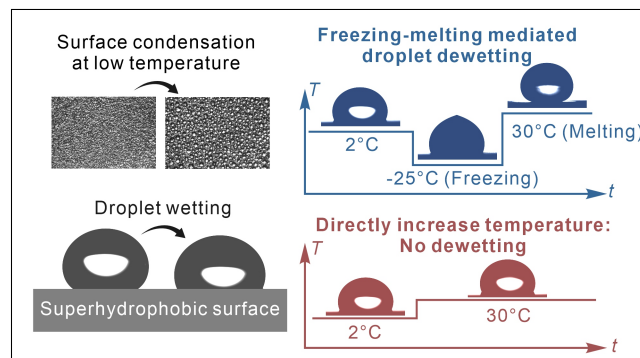 Surface condensation
at low temperature
Droplet wetting
Superhydrophobic surface
Freezing-melting mediated
droplet dewetting
T
2°C
-25°C (Freezing)
30°C (Melting)
t
Directly increase temperature:
No dewetting
T
2°C
30°C
t